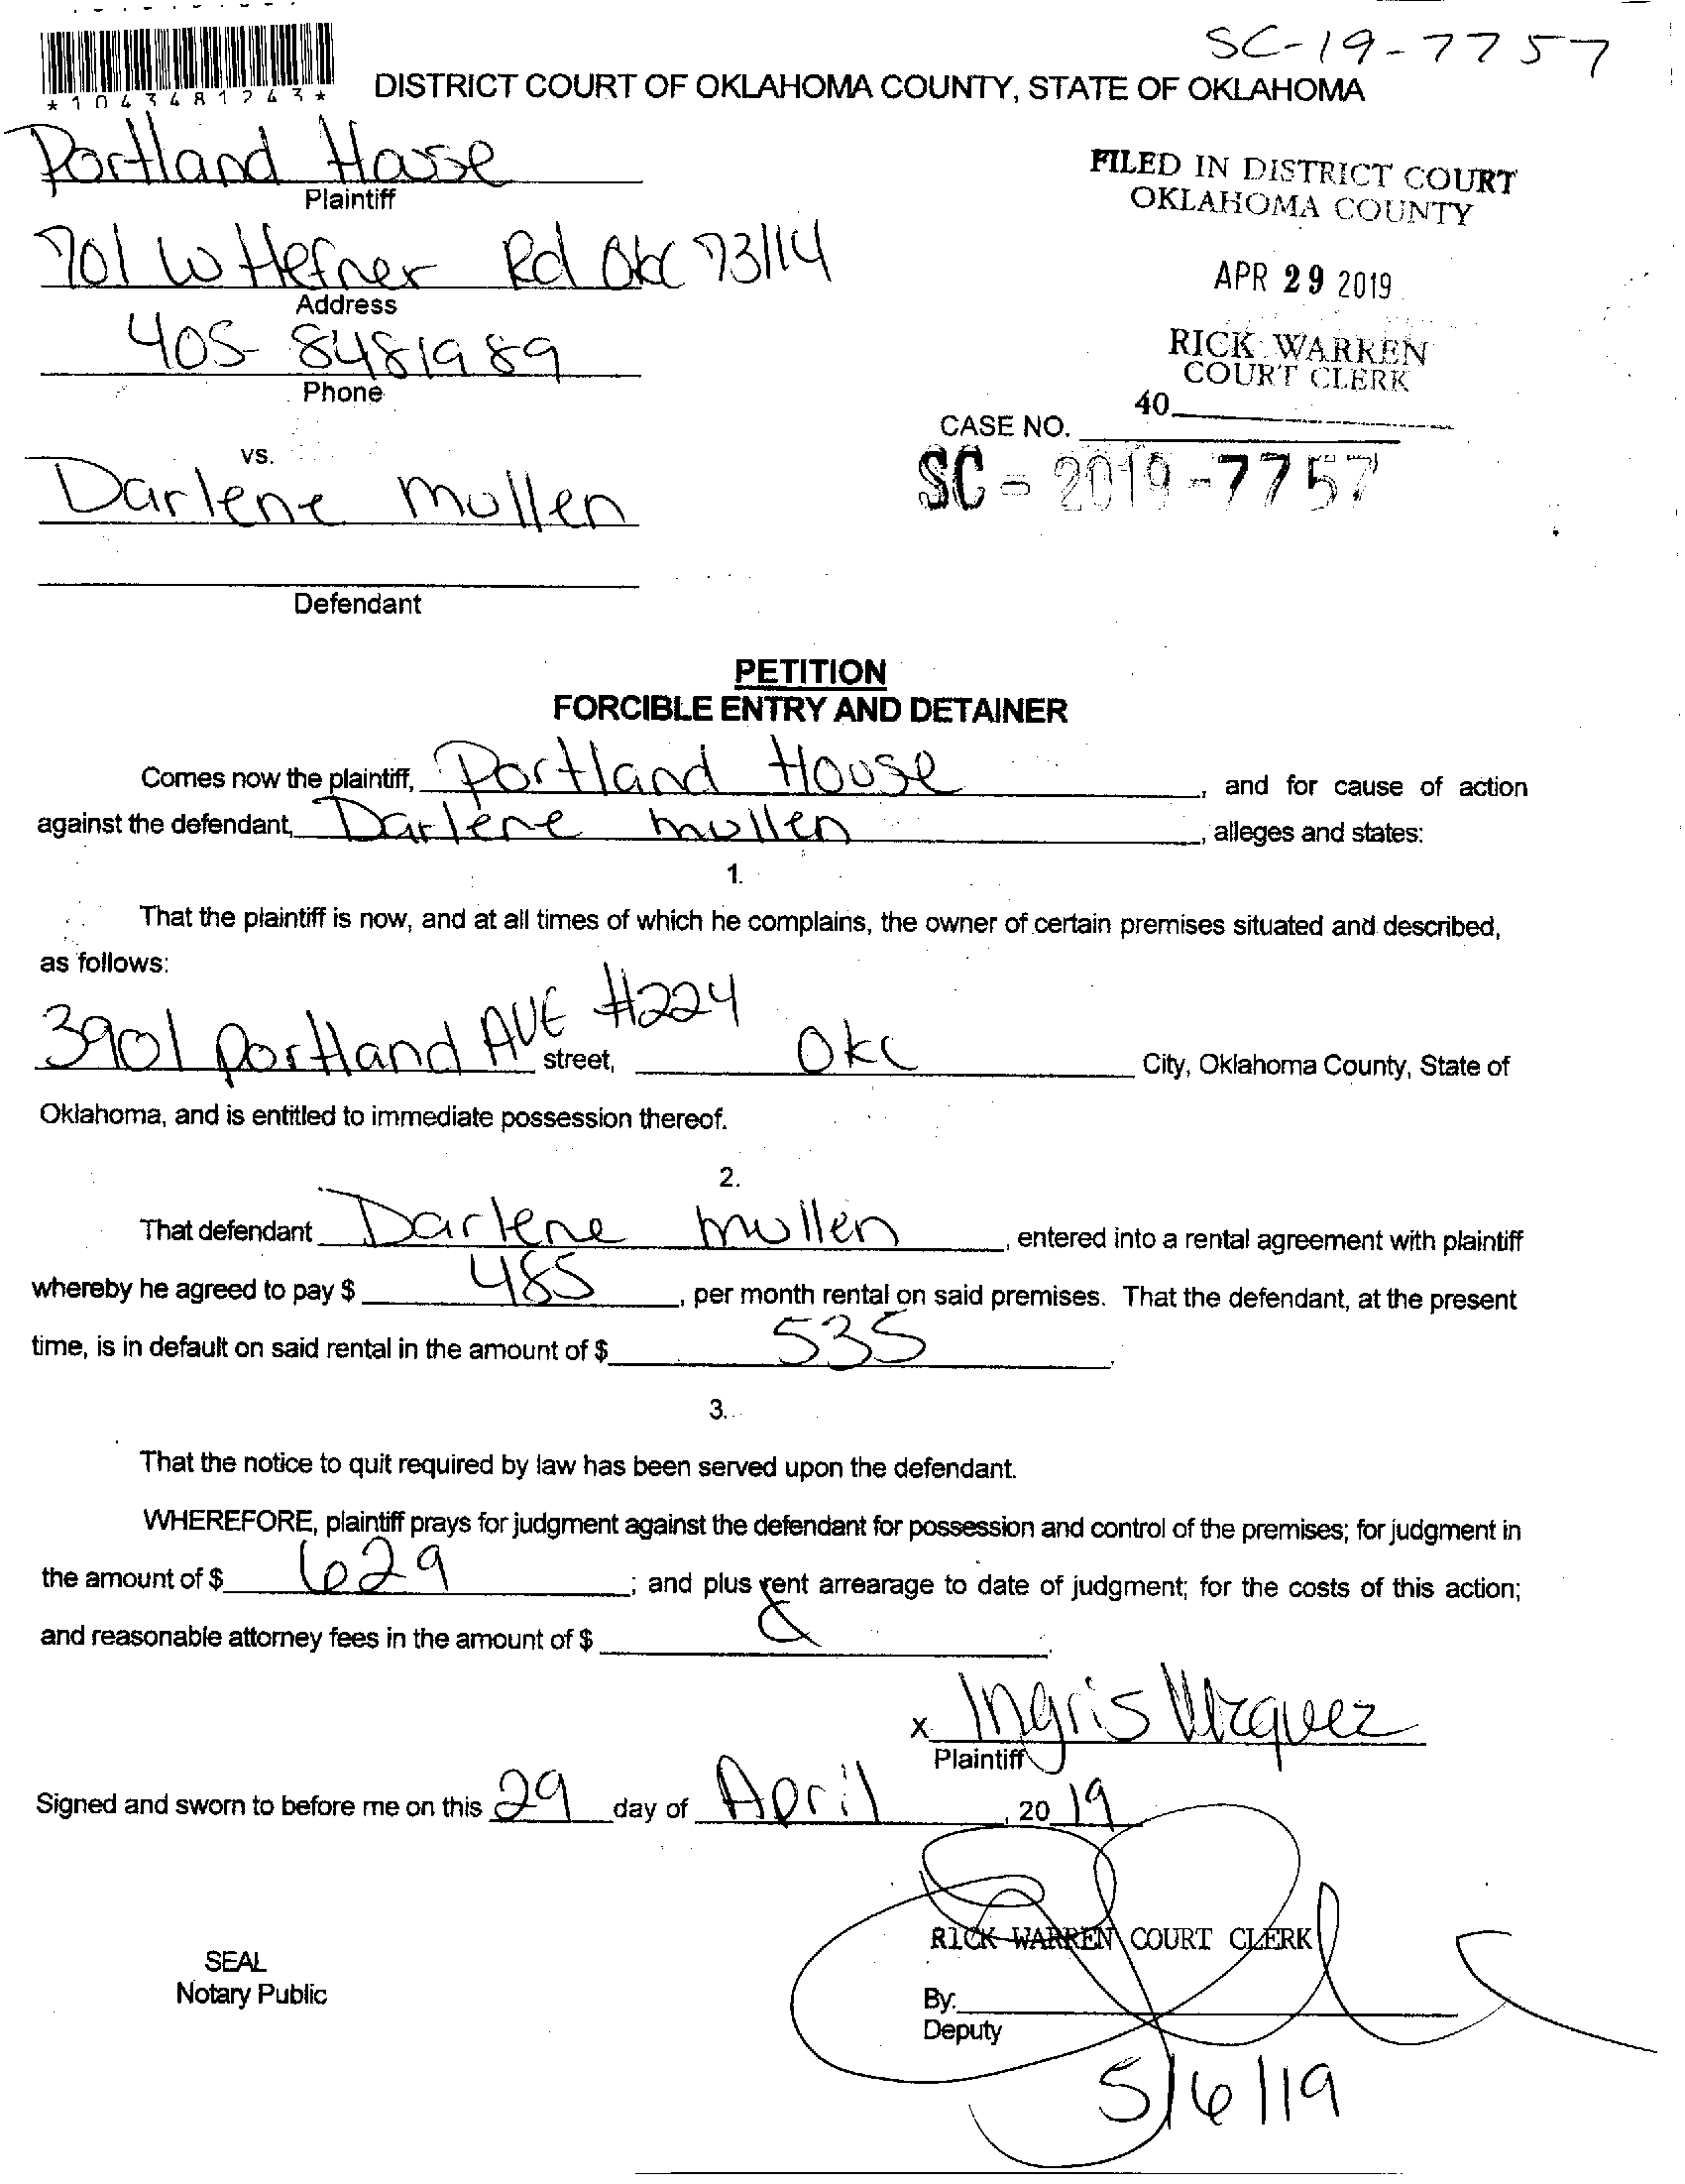 SC-19-7757
*1043481243*
DISTRICT COURT OF OKLAHOMA COUNTY, STATE OF OKLAHOMA
Portland House
Plaintiff
FILED IN DISTRICT COURT
OKLAHOMA COUNTY
701 W Hefner Rd Okc 73114
Address
APR 29 2019
405-8481989
Phone
RICK WARREN
COURT CLERK
40
CASE NO.
SC-2019-7757
vs.
Darlene Mullen
Defendant
PETITION
FORCIBLE ENTRY AND DETAINER
Comes now the plaintiff, Portland House, and for cause of action
against the defendant, Darlene mullen, alleges and states:
1.
That the plaintiff is now, and at all times of which he complains, the owner of certain premises situated and described,
as follows:
3901 portland AVE #224 street, Okc City, Oklahoma County, State of
Oklahoma, and is entitled to immediate possession thereof.
2.
That defendant Darlene mullen, entered into a rental agreement with plaintiff
whereby he agreed to pay $ 485, per month rental on said premises. That the defendant, at the present
time, is in default on said rental in the amount of $ 535.
3.
That the notice to quit required by law has been served upon the defendant.
WHEREFORE, plaintiff prays for judgment against the defendant for possession and control of the premises; for judgment in
the amount of $ 629; and plus rent arrearage to date of judgment; for the costs of this action;
and reasonable attorney fees in the amount of $
x Ingris Vazquez
Plaintiff
Signed and sworn to before me on this 29 day of April, 20 19
RICK WARREN COURT CLERK
SEAL
Notary Public
By:
Deputy
5/6/19